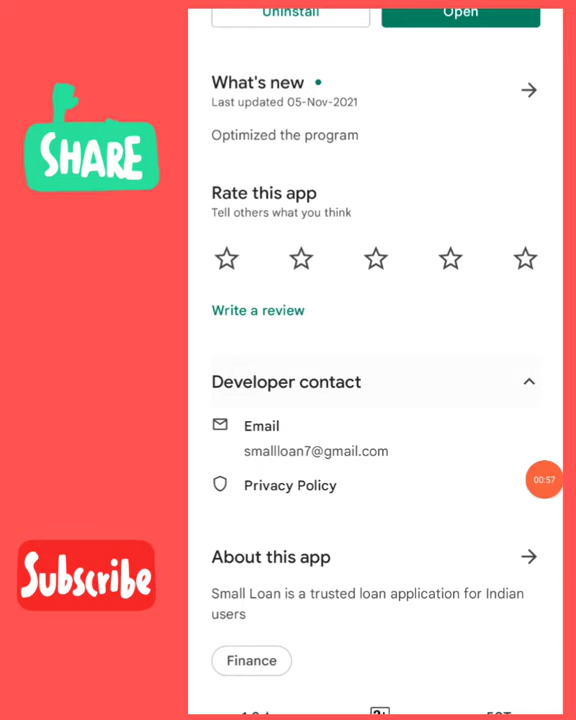 Uninstall
Open
SHARE
What's new
Last updated 05-Nov-2021
Optimized the program
Rate this app
Tell others what you think
Write a review
Developer contact
Email
smallloan7@gmail.com
00:57
Privacy Policy
About this app
Subscribe
Small Loan is a trusted loan application for Indian
users
Finance